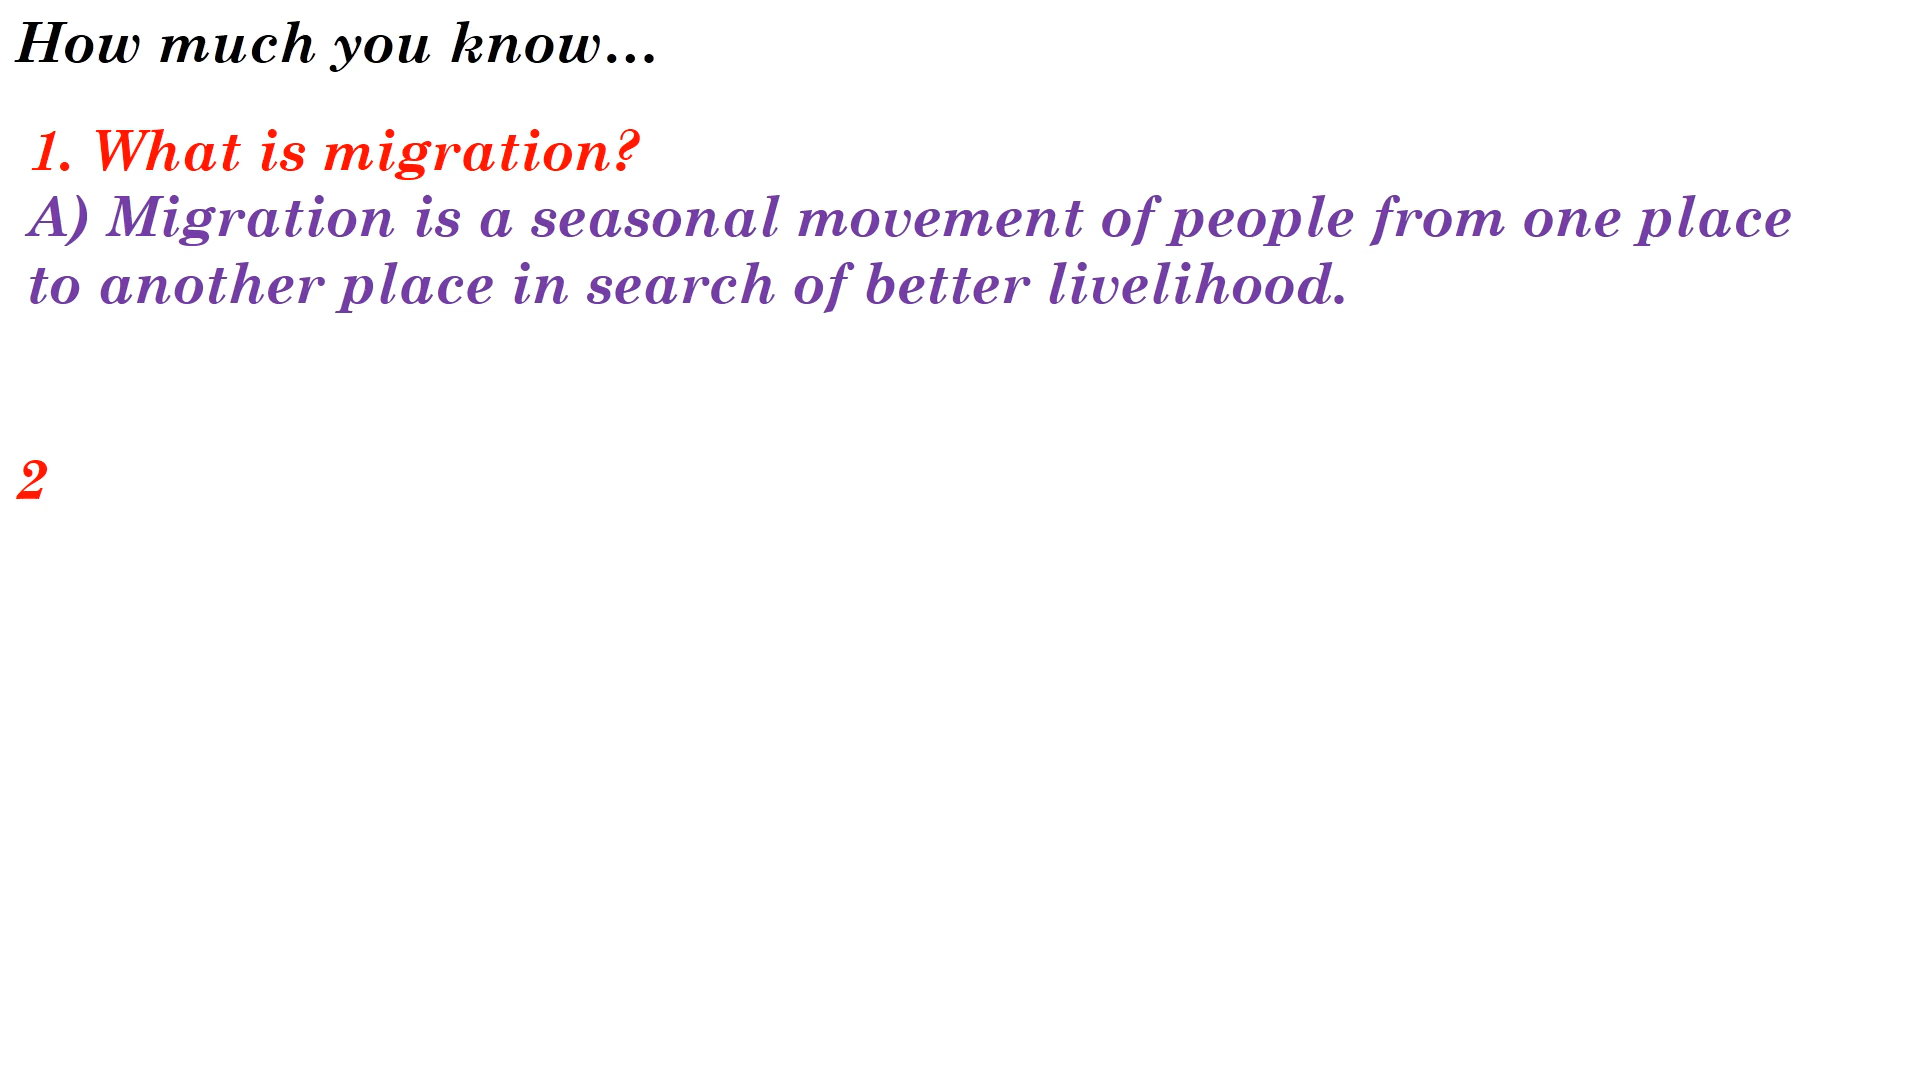 How much you know...
1. What is migration?
A) Migration is a seasonal movement of people from one place
to another place in search of better livelihood.
2